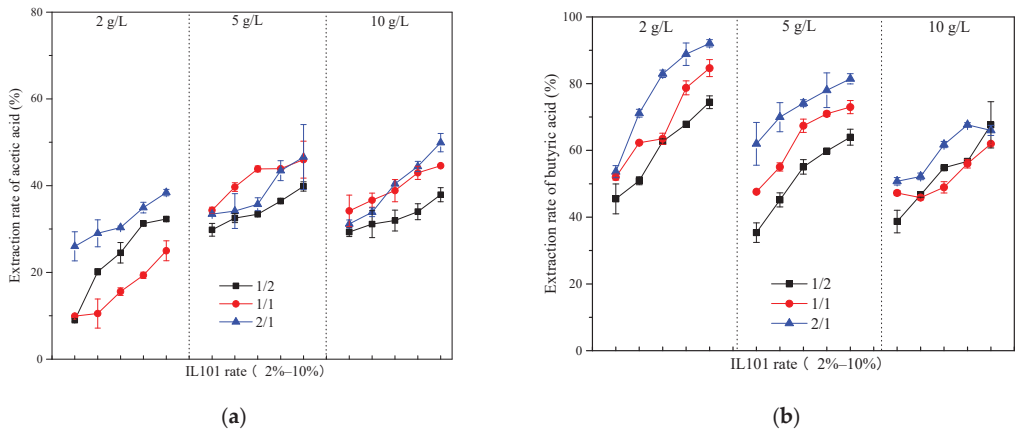 80
60
40
20
0
Extraction rate of acetic acid (%)
2 g/L
5 g/L
10 g/L
1/2
1/1
2/1
IL101 rate ( 2%–10%)
(a)
100
80
60
40
20
0
Extraction rate of butyric acid (%)
2 g/L
5 g/L
10 g/L
1/2
1/1
2/1
IL101 rate ( 2%–10%)
(b)